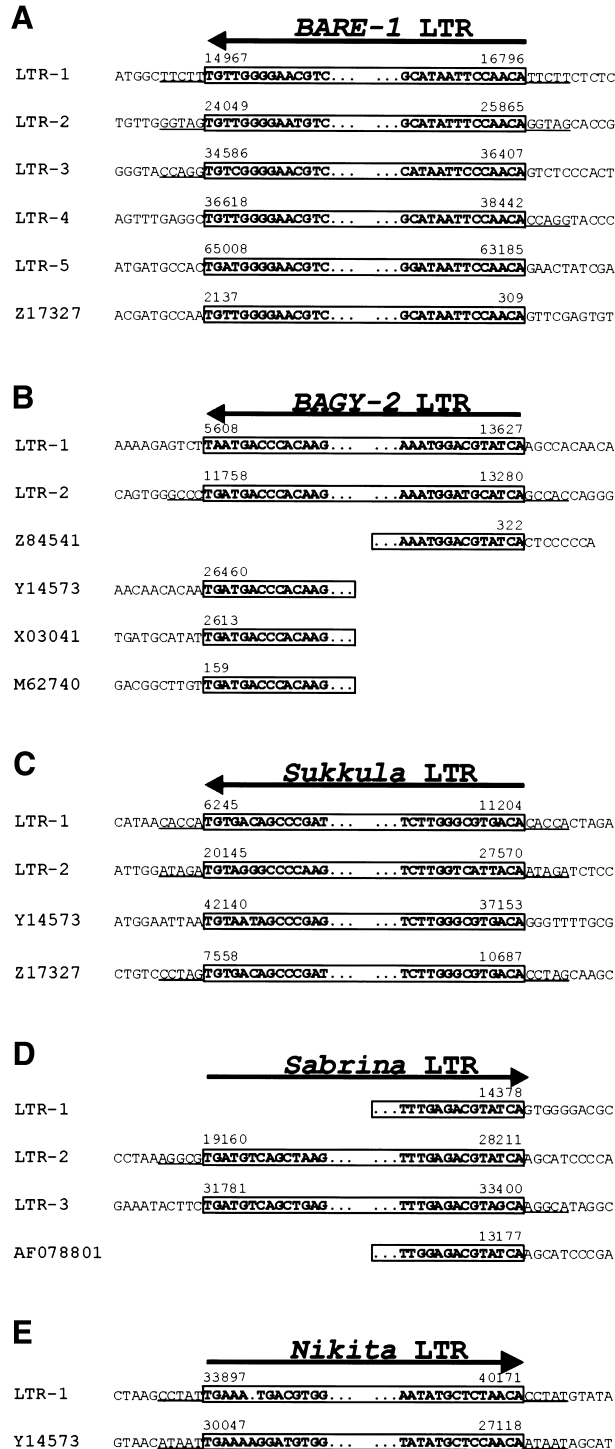 A
BARE-1 LTR
14967 16796
LTR-1 ATGGCTTCTTTGTTGGGGAACGTC... ...GCATAATTCCAACATTCTTCTCTC
24049 25865
LTR-2 TGTTGGGTAGTGTTGGGGAATGTC... ...GCATATTTCCAACAGGTAGCACCG
34586 36407
LTR-3 GGGTACCAGGTGTCGGGGAACGTC... ...CATAATTCCCAACAGTCTCCCACT
36618 38442
LTR-4 AGTTTGAGGCTGTTGGGGAACGTC... ...GCATAATTCCAACACCAGGTACCC
65008 63185
LTR-5 ATGATGCCACTGATGGGGAACGTC... ...GGATAATTCCAACAGAACTATCGA
2137 309
Z17327 ACGATGCCAATGTTGGGGAACGTC... ...GCATAATTCCAACAGTTCGAGTGT
B
BAGY-2 LTR
5608 13627
LTR-1 AAAAGAGTCTTAATGACCCACAAG... ...AAATGGACGTATCAAGCCACAACA
11758 13280
LTR-2 CAGTGGGCCCTGATGACCCACAAG... ...AAATGGATGCATCAGCCACCAGGG
322
Z84541 ...AAATGGACGTATCACTCCCCCA
26460
Y14573 AACAACACAATGATGACCCACAAG...
2613
X03041 TGATGCATATTGATGACCCACAAG...
159
M62740 GACGGCTTGTTGATGACCCACAAG...
C
Sukkula LTR
6245 11204
LTR-1 CATAACACCATGTGACAGCCCGAT... ...TCTTGGGCGTGACACACCACTAGA
20145 27570
LTR-2 ATTGGATAGATGTAGGGCCCCAAG... ...TCTTGGTCATTACAATAGATCTCC
42140 37153
Y14573 ATGGAATTAATGTAATAGCCCGAG... ...TCTTGGGCGTGACAGGGTTTTGCG
7558 10687
Z17327 CTGTCCCTAGTGTGACAGCCCGAT... ...TCTTGGGCGTGACACCTAGCAAGC
D
Sabrina LTR
14378
LTR-1 ...TTTGAGACGTATCAGTGGGGACGC
19160 28211
LTR-2 CCTAAAGGCGTGATGTCAGCTAAG... ...TTTGAGACGTATCAAGCATCCCCA
31781 33400
LTR-3 GAAATACTTCTGATGTCAGCTGAG... ...TTTGAGACGTAGCAAGGCATAGGC
13177
AF078801 ...TTGGAGACGTATCAAGCATCCCGA
E
Nikita LTR
33897 40171
LTR-1 CTAAGCCTATTGAAA.TGACGTGG... ...AATATGCTCTAACACCTATGTATA
30047 27118
Y14573 GTAACATAATTGAAAAGGATGTGG... ...TATATGCTCCAACAATAATAGCAT